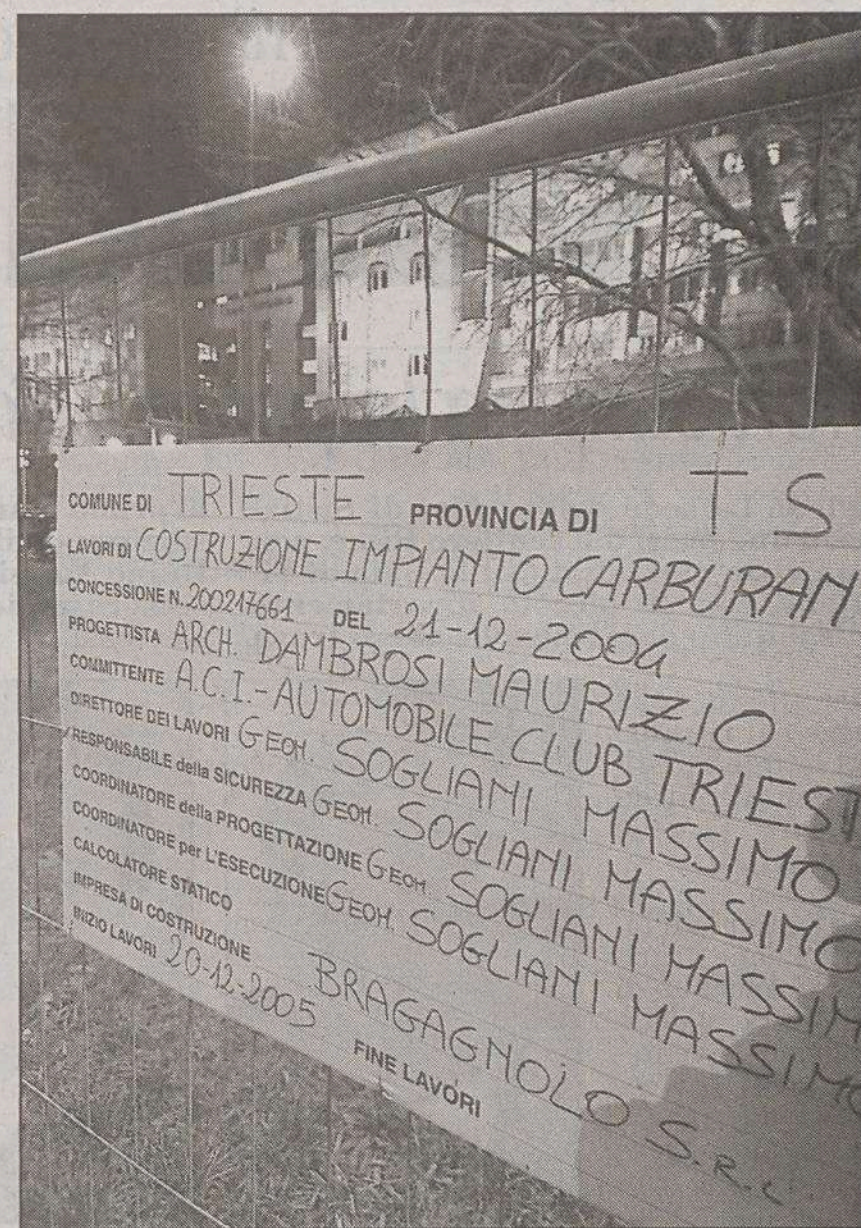 COMUNE DI TRIESTE PROVINCIA DI TS
LAVORI DI COSTRUZIONE IMPIANTO CARBURAN
CONCESSIONE N. 200217661 DEL 21-12-2004
PROGETTISTA ARCH. DAMBROSI MAURIZIO
COMMITTENTE A.C.I.-AUTOMOBILE CLUB TRIEST
DIRETTORE DEI LAVORI GEOM. SOGLIANI MASSIMO
RESPONSABILE della SICUREZZA GEOM. SOGLIANI MASSIMO
COORDINATORE della PROGETTAZIONE GEOM. SOGLIANI MASSIM
COORDINATORE per L'ESECUZIONE GEOM. SOGLIANI MASSIMO
CALCOLATORE STATICO
IMPRESA DI COSTRUZIONE BRAGAGNOLO S.R.L
INIZIO LAVORI 20-12-2005 FINE LAVORI